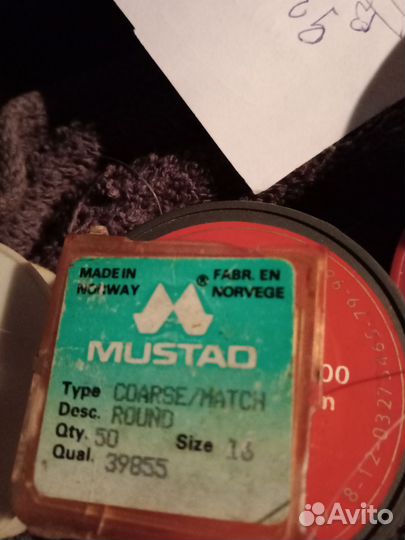 MADE IN NORWAY
FABR. EN NORVEGE
®
MUSTAD
Type COARSE/MATCH
Desc. ROUND
Qty. 50 Size 16
Qual. 39855
00
m
Avito